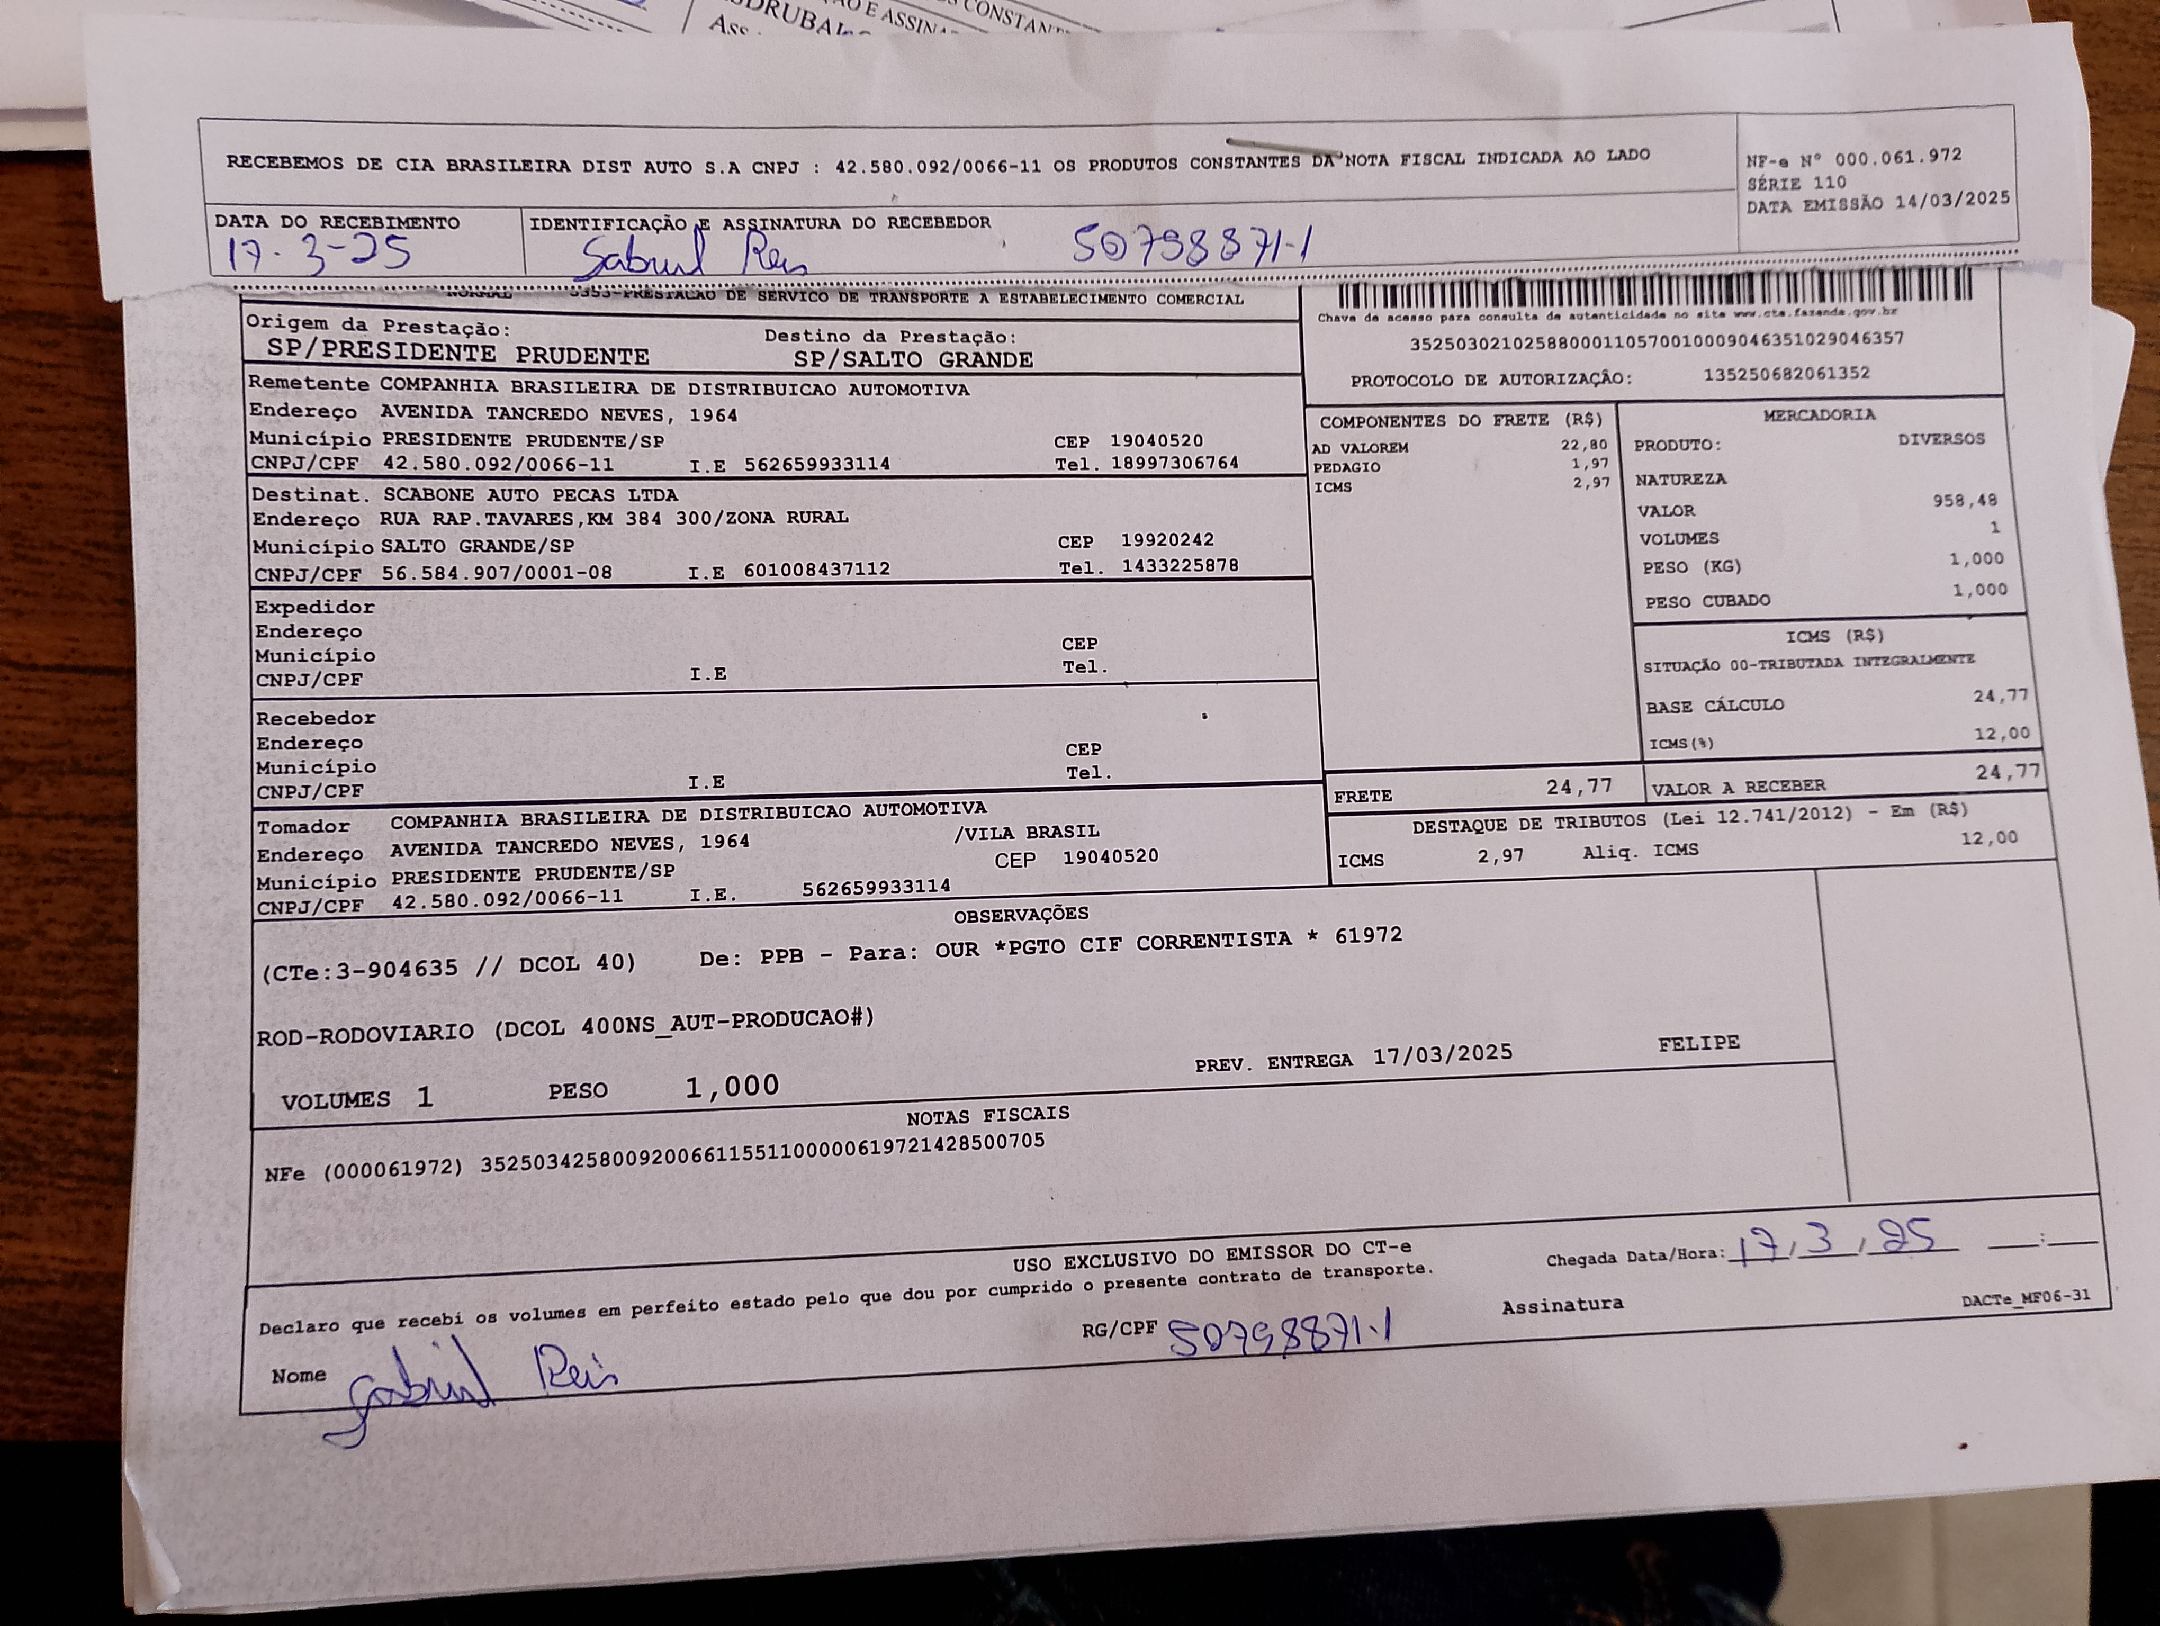 E ASSINA
CONSTANT
DRUBAL
Ass
RECEBEMOS DE CIA BRASILEIRA DIST AUTO S.A CNPJ : 42.580.092/0066-11 OS PRODUTOS CONSTANTES DA NOTA FISCAL INDICADA AO LADO
NF-e Nº 000.061.972
SÉRIE 110
DATA EMISSÃO 14/03/2025
DATA DO RECEBIMENTO
17-3-25
IDENTIFICAÇÃO E ASSINATURA DO RECEBEDOR
Gabriel Reis 50798871-1
NORMAL 5353-PRESTACAO DE SERVICO DE TRANSPORTE A ESTABELECIMENTO COMERCIAL
Origem da Prestação:
SP/PRESIDENTE PRUDENTE
Destino da Prestação:
SP/SALTO GRANDE
Chave de acesso para consulta de autenticidade no site www.cte.fazenda.gov.br
35250302102588000110570010009046351029046357
PROTOCOLO DE AUTORIZAÇÂO: 135250682061352
Remetente COMPANHIA BRASILEIRA DE DISTRIBUICAO AUTOMOTIVA
Endereço AVENIDA TANCREDO NEVES, 1964
Município PRESIDENTE PRUDENTE/SP CEP 19040520
CNPJ/CPF 42.580.092/0066-11 I.E 562659933114 Tel. 18997306764
Destinat. SCABONE AUTO PECAS LTDA
Endereço RUA RAP.TAVARES,KM 384 300/ZONA RURAL
Município SALTO GRANDE/SP CEP 19920242
CNPJ/CPF 56.584.907/0001-08 I.E 601008437112 Tel. 1433225878
Expedidor
Endereço
Município CEP
CNPJ/CPF I.E Tel.
Recebedor
Endereço
Município CEP
CNPJ/CPF I.E Tel.
Tomador COMPANHIA BRASILEIRA DE DISTRIBUICAO AUTOMOTIVA
Endereço AVENIDA TANCREDO NEVES, 1964 /VILA BRASIL
Município PRESIDENTE PRUDENTE/SP CEP 19040520
CNPJ/CPF 42.580.092/0066-11 I.E. 562659933114
COMPONENTES DO FRETE (R$)
AD VALOREM 22,80
PEDAGIO 1,97
ICMS 2,97
MERCADORIA
PRODUTO: DIVERSOS
NATUREZA
VALOR 958,48
VOLUMES 1
PESO (KG) 1,000
PESO CUBADO 1,000
ICMS (R$)
SITUAÇÃO 00-TRIBUTADA INTEGRALMENTE
BASE CÁLCULO 24,77
ICMS(%) 12,00
FRETE 24,77 VALOR A RECEBER 24,77
DESTAQUE DE TRIBUTOS (Lei 12.741/2012) - Em (R$)
ICMS 2,97 Aliq. ICMS 12,00
OBSERVAÇÕES
(CTe:3-904635 // DCOL 40) De: PPB - Para: OUR *PGTO CIF CORRENTISTA * 61972
ROD-RODOVIARIO (DCOL 400NS_AUT-PRODUCAO#)
PREV. ENTREGA 17/03/2025 FELIPE
VOLUMES 1 PESO 1,000
NOTAS FISCAIS
NFe (000061972) 35250342580092006611551100000619721428500705
USO EXCLUSIVO DO EMISSOR DO CT-e
Declaro que recebi os volumes em perfeito estado pelo que dou por cumprido o presente contrato de transporte.
Chegada Data/Hora: 17/3/25 __:__
Nome Gabriel Reis
RG/CPF 50798871-1
Assinatura
DACTe_MF06-31